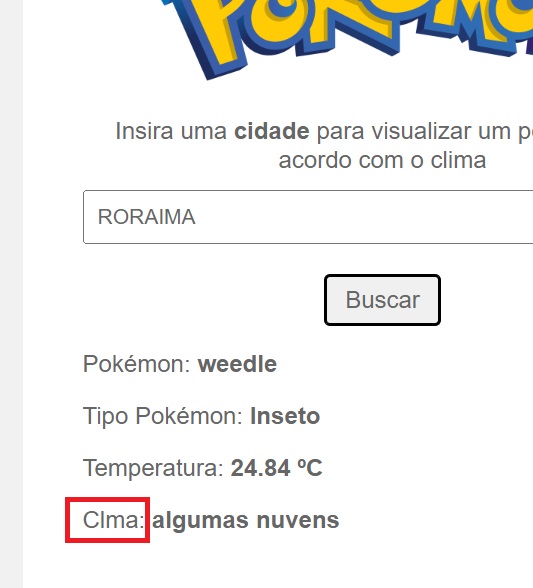 POKÉMON
Insira uma cidade para visualizar um
acordo com o clima
RORAIMA
Buscar
Pokémon: weedle
Tipo Pokémon: Inseto
Temperatura: 24.84 ºC
Clma: algumas nuvens